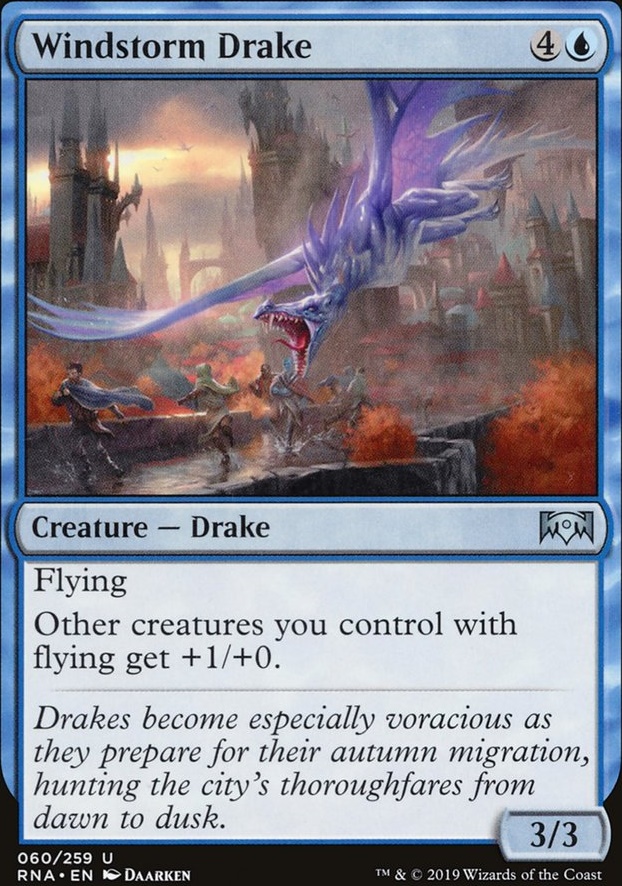 Windstorm Drake 4
Creature — Drake
Flying
Other creatures you control with
flying get +1/+0.
Drakes become especially voracious as
they prepare for their autumn migration,
hunting the city's thoroughfares from
dawn to dusk.
3/3
060/259 U
RNA • EN Daarken
™ & © 2019 Wizards of the Coast